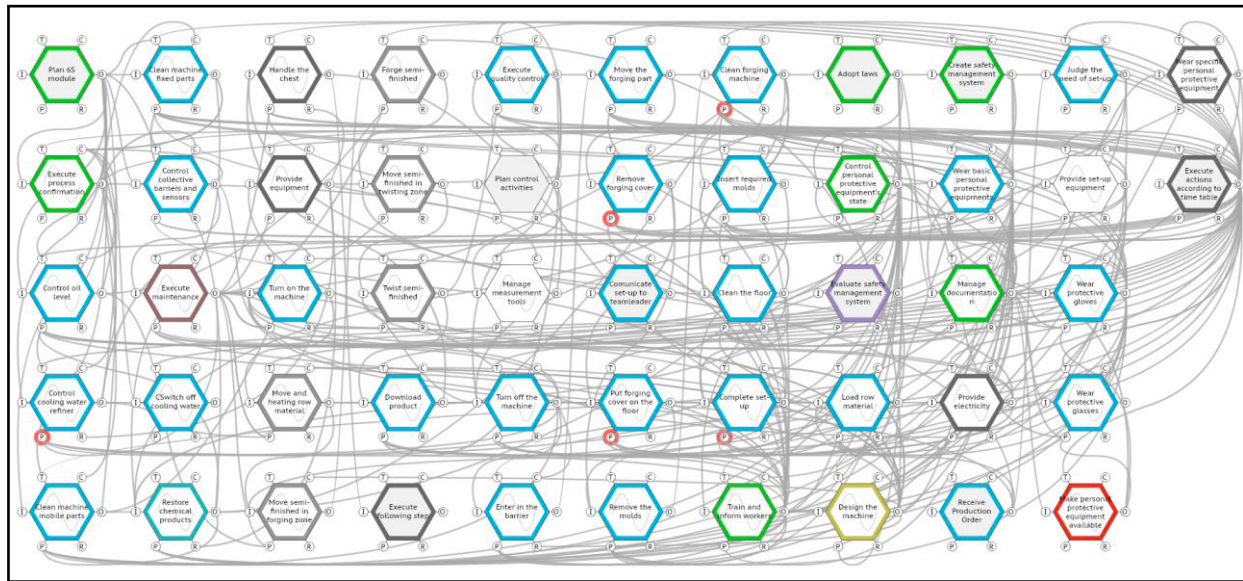 T C T C T C T C T C T C T C T C T C T C T C
I O I O I O I O I O I O I O I O I O I O I O
Plan 6S
module
Clean machine
fixed parts
Handle the
chest
Forge semi-
finished
Execute
quality control
Move the
forging part
Clean forging
machine
Adopt laws
Create safety
management
system
Judge the
need of set-up
Wear specific
personal
protective
equipment
P R P R P R P R P R P R P R P R P R P R P R
T C T C T C T C T C T C T C T C T C T C T C
I O I O I O I O I O I O I O I O I O I O I O
Execute
process
confirmation
Control
collective
barriers and
sensors
Provide
equipment
Move semi-
finished in
twisting zone
Plan control
activities
Remove
forging cover
Insert required
molds
Control
personal
protective
equipment's
state
Wear basic
personal
protective
equipments
Provide set-up
equipment
Execute
actions
according to
time table
P R P R P R P R P R P R P R P R P R P R P R
T C T C T C T C T C T C T C T C T C T C
I O I O I O I O I O I O I O I O I O I O
Control oil
level
Execute
maintenance
Turn on the
machine
Twist semi-
finished
Manage
measurement
tools
Comunicate
set-up to
teamleader
Clean the floor
Evaluate safety
management
system
Manage
documentatio
n
Wear
protective
gloves
P R P R P R P R P R P R P R P R P R P R
T C T C T C T C T C T C T C T C T C T C
I O I O I O I O I O I O I O I O I O I O
Control
cooling water
refiner
CSwitch off
cooling water
Move and
heating row
material
Download
product
Turn off the
machine
Put forging
cover on the
floor
Complete set-
up
Load row
material
Provide
electricity
Wear
protective
glasses
P R P R P R P R P R P R P R P R P R P R
T C T C T C T C T C T C T C T C T C T C
I O I O I O I O I O I O I O I O I O I O
Clean machine
mobile parts
Restore
chemical
products
Move semi-
finished in
forging zone
Execute
following step
Enter in the
barrier
Remove the
molds
Train and
inform workers
Design the
machine
Receive
Production
Order
Make personal
protective
equipment
available
P R P R P R P R P R P R P R P R P R P R